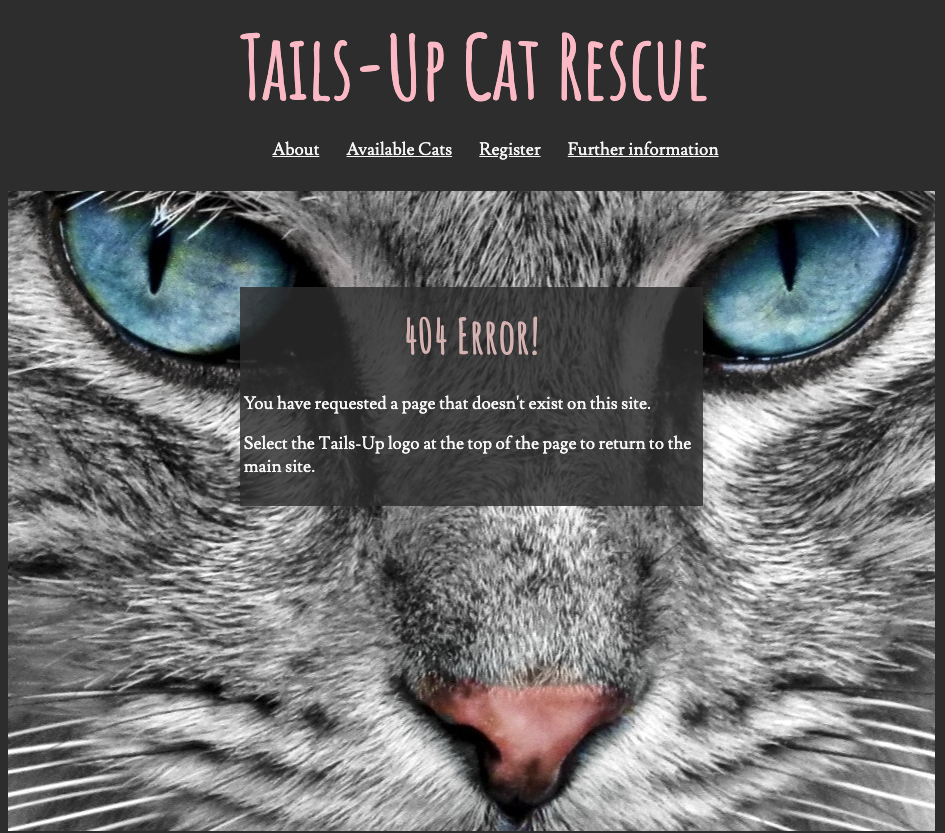 Tails-Up Cat Rescue
About Available Cats Register Further information
404 Error!
You have requested a page that doesn't exist on this site.
Select the Tails-Up logo at the top of the page to return to the
main site.